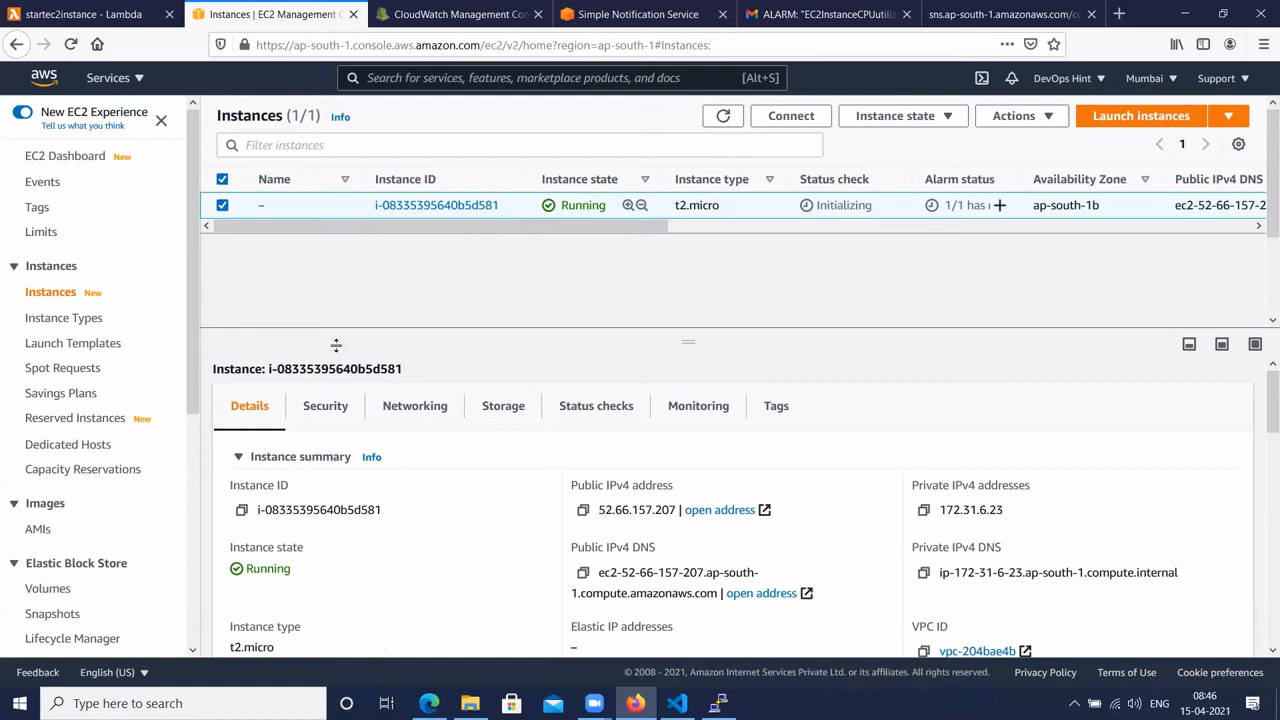 startec2instance - Lambda
Instances | EC2 Management C
CloudWatch Management Con
Simple Notification Service
ALARM: "EC2InstanceCPUutiliz
sns.ap-south-1.amazonaws.com/co
https://ap-south-1.console.aws.amazon.com/ec2/v2/home?region=ap-south-1#Instances:
aws
Services
Search for services, features, marketplace products, and docs
[Alt+S]
DevOps Hint
Mumbai
Support
New EC2 Experience
Tell us what you think
EC2 Dashboard New
Events
Tags
Limits
Instances
Instances New
Instance Types
Launch Templates
Spot Requests
Savings Plans
Reserved Instances New
Dedicated Hosts
Capacity Reservations
Images
AMIs
Elastic Block Store
Volumes
Snapshots
Lifecycle Manager
Instances (1/1) Info
Connect
Instance state
Actions
Launch instances
Filter instances
1
Name
Instance ID
Instance state
Instance type
Status check
Alarm status
Availability Zone
Public IPv4 DNS
–
i-08335395640b5d581
Running
t2.micro
Initializing
1/1 has i
ap-south-1b
ec2-52-66-157-2
Instance: i-08335395640b5d581
Details
Security
Networking
Storage
Status checks
Monitoring
Tags
Instance summary Info
Instance ID
i-08335395640b5d581
Public IPv4 address
52.66.157.207 | open address
Private IPv4 addresses
172.31.6.23
Instance state
Running
Public IPv4 DNS
ec2-52-66-157-207.ap-south-
1.compute.amazonaws.com | open address
Private IPv4 DNS
ip-172-31-6-23.ap-south-1.compute.internal
Instance type
t2.micro
Elastic IP addresses
–
VPC ID
vpc-204bae4b
Feedback
English (US)
© 2008 - 2021, Amazon Internet Services Private Ltd. or its affiliates. All rights reserved.
Privacy Policy
Terms of Use
Cookie preferences
Type here to search
ENG
08:46
15-04-2021